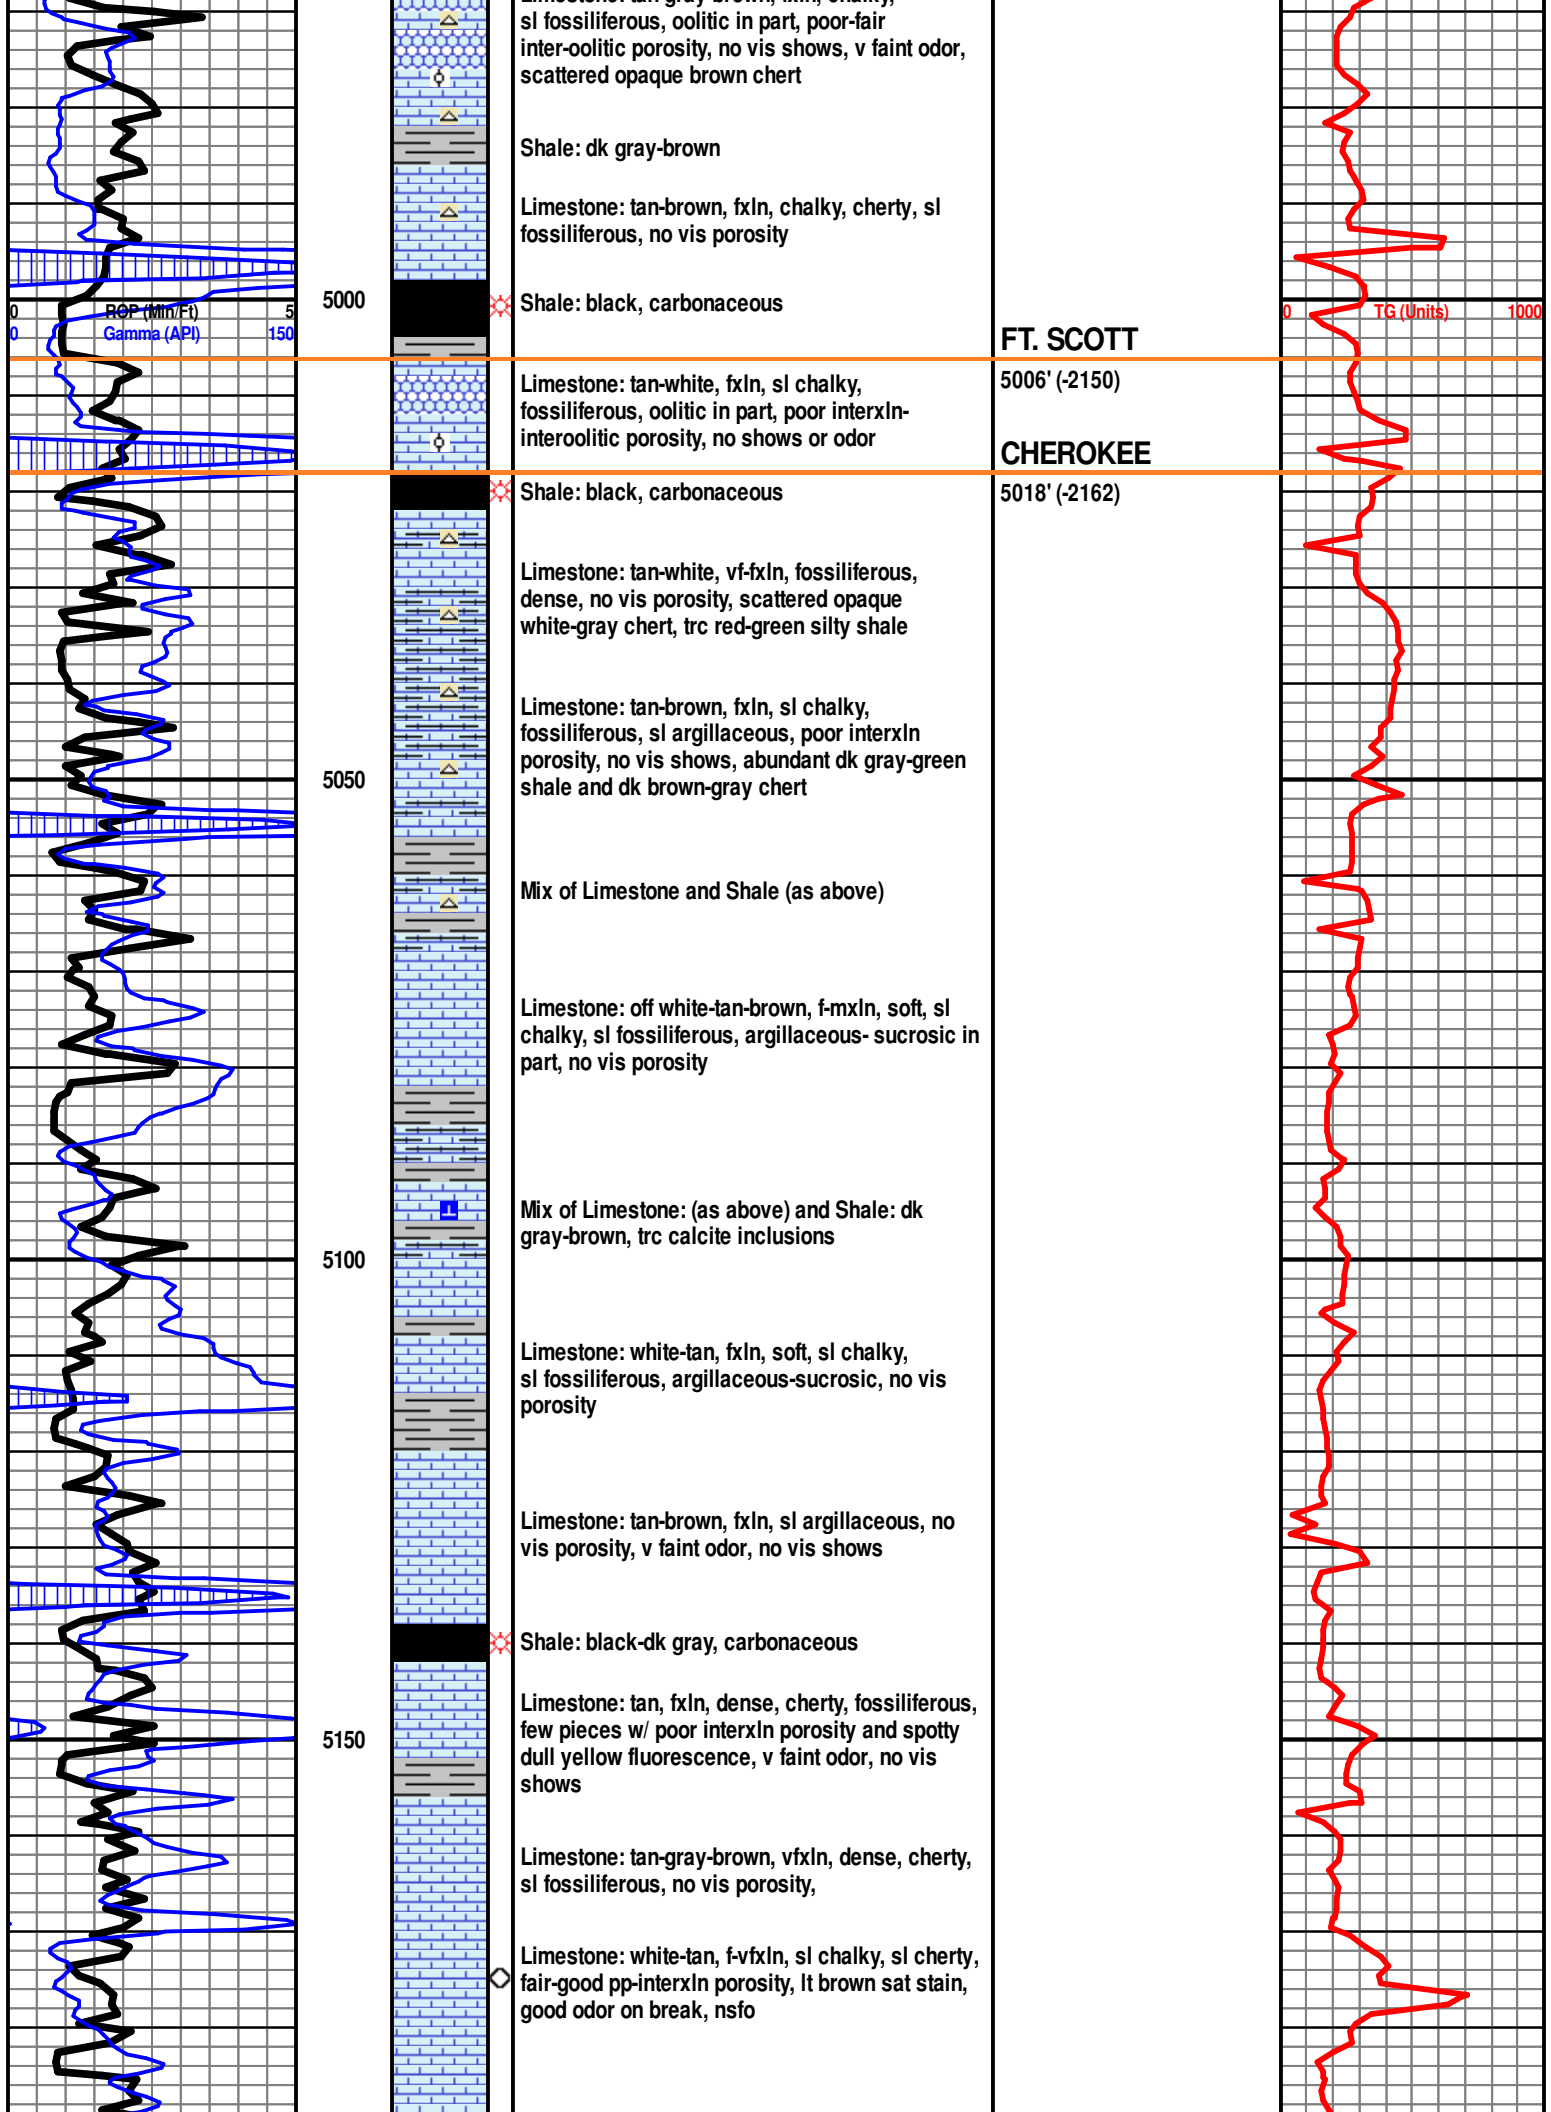 Limestone: tan-gray-brown, fxln, chalky,
sl fossiliferous, oolitic in part, poor-fair
inter-oolitic porosity, no vis shows, v faint odor,
scattered opaque brown chert
Shale: dk gray-brown
Limestone: tan-brown, fxln, chalky, cherty, sl
fossiliferous, no vis porosity
5000
Shale: black, carbonaceous
0 ROP (Min/Ft) 5
0 Gamma (API) 150
0 TG (Units) 1000
FT. SCOTT
5006' (-2150)
Limestone: tan-white, fxln, sl chalky,
fossiliferous, oolitic in part, poor interxln-
interoolitic porosity, no shows or odor
CHEROKEE
5018' (-2162)
Shale: black, carbonaceous
Limestone: tan-white, vf-fxln, fossiliferous,
dense, no vis porosity, scattered opaque
white-gray chert, trc red-green silty shale
Limestone: tan-brown, fxln, sl chalky,
fossiliferous, sl argillaceous, poor interxln
porosity, no vis shows, abundant dk gray-green
shale and dk brown-gray chert
5050
Mix of Limestone and Shale (as above)
Limestone: off white-tan-brown, f-mxln, soft, sl
chalky, sl fossiliferous, argillaceous- sucrosic in
part, no vis porosity
Mix of Limestone: (as above) and Shale: dk
gray-brown, trc calcite inclusions
5100
Limestone: white-tan, fxln, soft, sl chalky,
sl fossiliferous, argillaceous-sucrosic, no vis
porosity
Limestone: tan-brown, fxln, sl argillaceous, no
vis porosity, v faint odor, no vis shows
Shale: black-dk gray, carbonaceous
Limestone: tan, fxln, dense, cherty, fossiliferous,
few pieces w/ poor interxln porosity and spotty
dull yellow fluorescence, v faint odor, no vis
shows
5150
Limestone: tan-gray-brown, vfxln, dense, cherty,
sl fossiliferous, no vis porosity,
Limestone: white-tan, f-vfxln, sl chalky, sl cherty,
fair-good pp-interxln porosity, lt brown sat stain,
good odor on break, nsfo